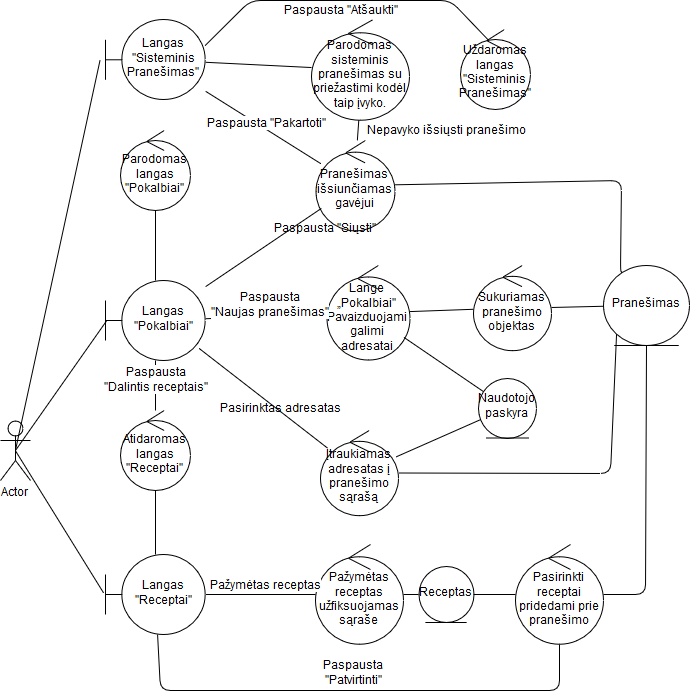 Paspausta "Atšaukti"
Langas
"Sisteminis
Pranešimas"
Parodomas
sisteminis
pranešimas su
priežastimi kodėl
taip įvyko.
Uždaromas
langas
"Sisteminis
Pranešimas"
Paspausta "Pakartoti"
Nepavyko išsiųsti pranešimo
Parodomas
langas
"Pokalbiai"
Pranešimas
išsiunčiamas
gavėjui
Paspausta "Siųsti"
Langas
"Pokalbiai"
Paspausta
"Naujas pranešimas"
Lange
„Pokalbiai"
Pavaizduojami
galimi
adresatai
Sukuriamas
pranešimo
objektas
Pranešimas
Paspausta
"Dalintis receptais"
Pasirinktas adresatas
Naudotojo
paskyra
Atidaromas
langas
"Receptai"
Įtraukiamas
adresatas į
pranešimo
sąrašą
Actor
Langas
"Receptai"
Pažymėtas receptas
Pažymėtas
receptas
užfiksuojamas
sąraše
Receptas
Pasirinkti
receptai
pridedami prie
pranešimo
Paspausta
"Patvirtinti"